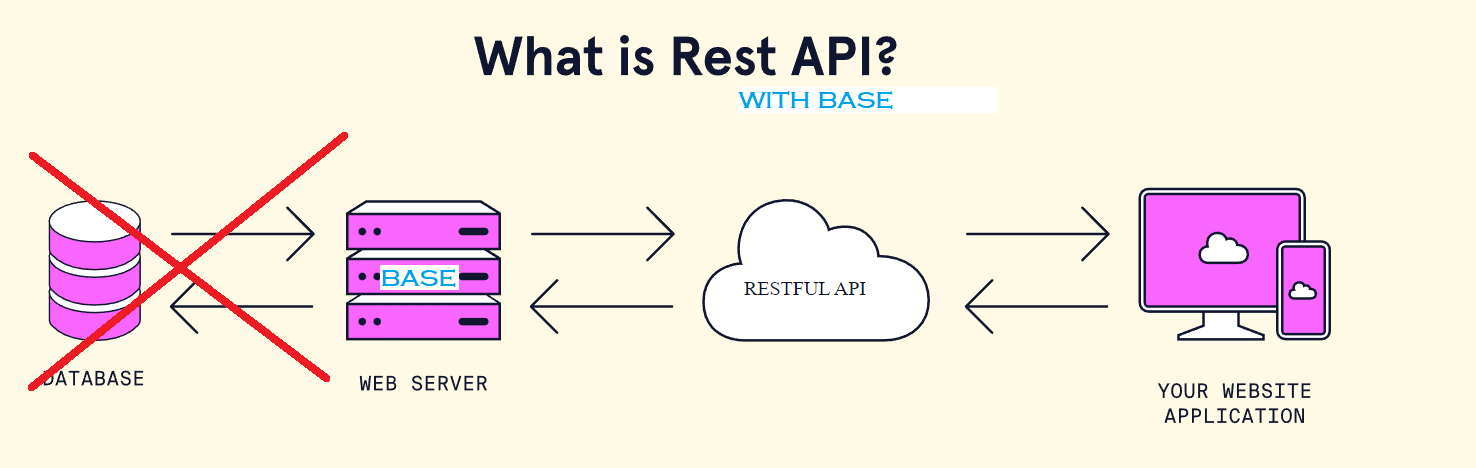 What is Rest API?
WITH BASE
BASE
RESTFUL API
DATABASE
WEB SERVER
YOUR WEBSITE
APPLICATION